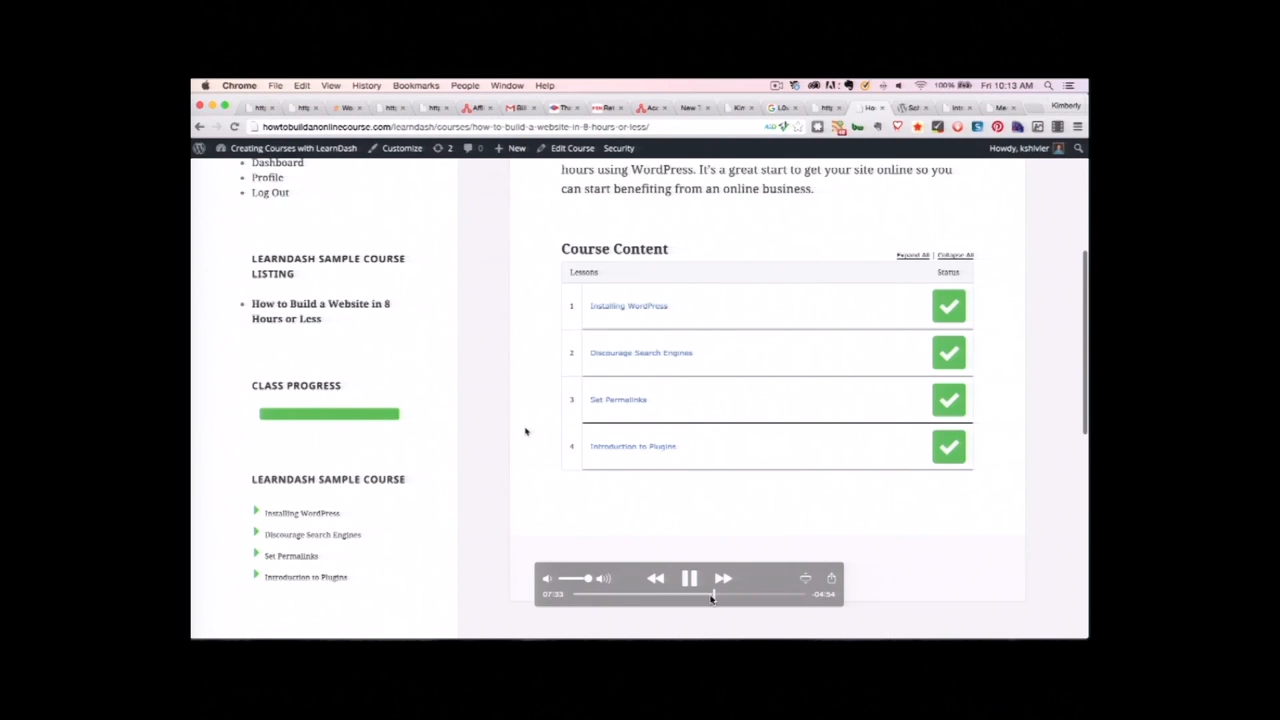 Chrome File Edit View History Bookmarks People Window Help 100% Fri 10:13 AM
Kimberly
howtobuildanonlinecourse.com/learndash/courses/how-to-build-a-website-in-8-hours-or-less/
Creating Courses with LearnDash Customize 2 0 New Edit Course Security Howdy, kshivler
Dashboard
Profile
Log Out
LEARNDASH SAMPLE COURSE
LISTING
How to Build a Website in 8
Hours or Less
CLASS PROGRESS
LEARNDASH SAMPLE COURSE
Installing WordPress
Discourage Search Engines
Set Permalinks
Introduction to Plugins
hours using WordPress. It's a great start to get your site online so you
can start benefiting from an online business.
Course Content
Expand All | Collapse All
Lessons Status
1 Installing WordPress
2 Discourage Search Engines
3 Set Permalinks
4 Introduction to Plugins
07:33 -04:54